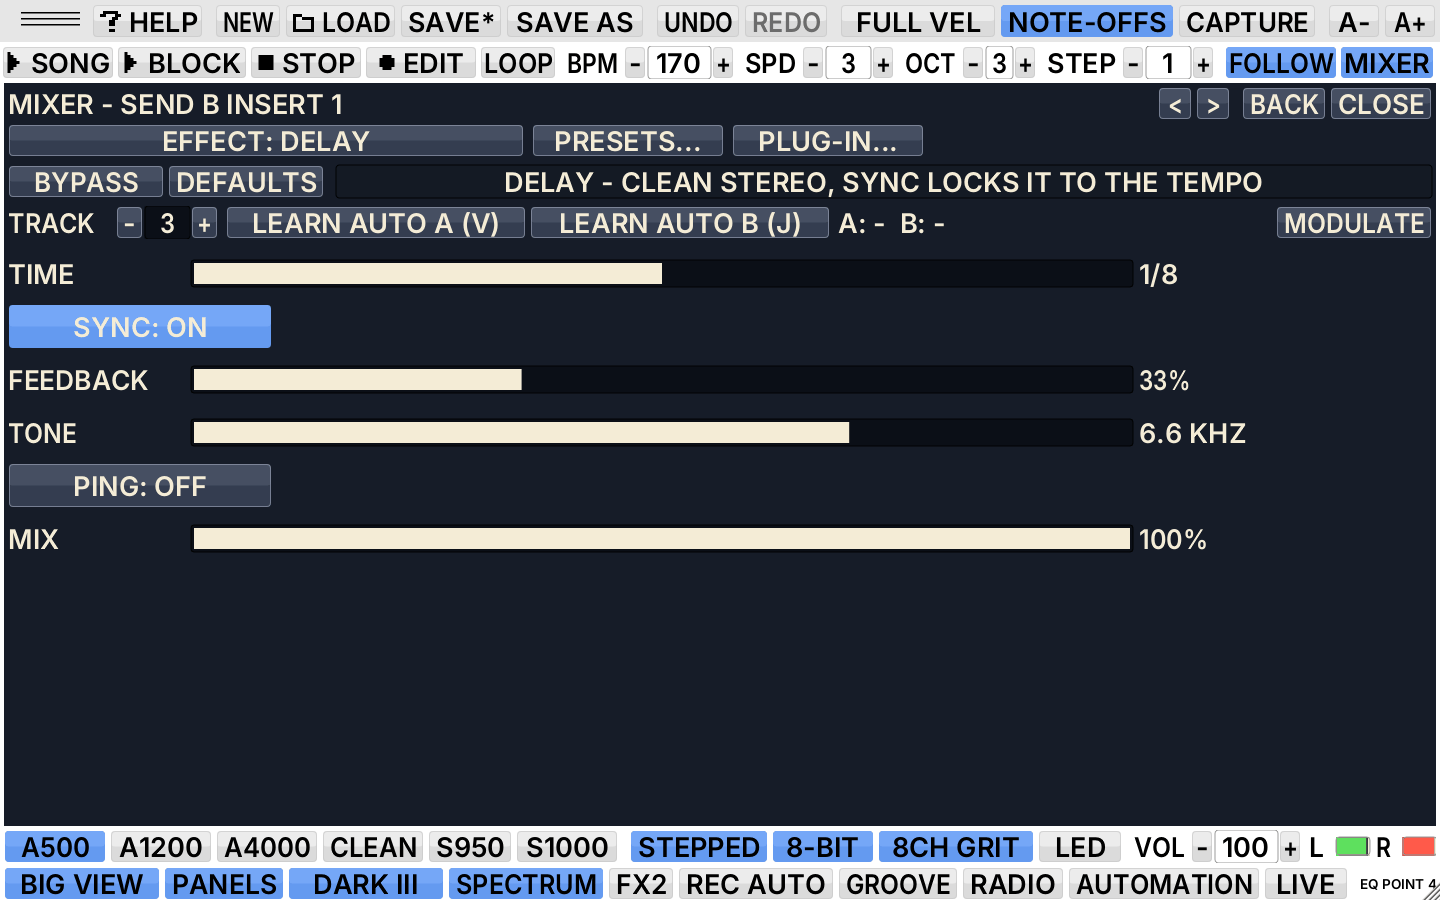 HELP NEW LOAD SAVE* SAVE AS UNDO REDO FULL VEL NOTE-OFFS CAPTURE A- A+
SONG BLOCK STOP EDIT LOOP BPM - 170 + SPD - 3 + OCT - 3 + STEP - 1 + FOLLOW MIXER
MIXER - SEND B INSERT 1 < > BACK CLOSE
EFFECT: DELAY PRESETS... PLUG-IN...
BYPASS DEFAULTS DELAY - CLEAN STEREO, SYNC LOCKS IT TO THE TEMPO
TRACK - 3 + LEARN AUTO A (V) LEARN AUTO B (J) A: - B: - MODULATE
TIME 1/8
SYNC: ON
FEEDBACK 33%
TONE 6.6 KHZ
PING: OFF
MIX 100%
A500 A1200 A4000 CLEAN S950 S1000 STEPPED 8-BIT 8CH GRIT LED VOL - 100 + L R
BIG VIEW PANELS DARK III SPECTRUM FX2 REC AUTO GROOVE RADIO AUTOMATION LIVE EQ POINT 4